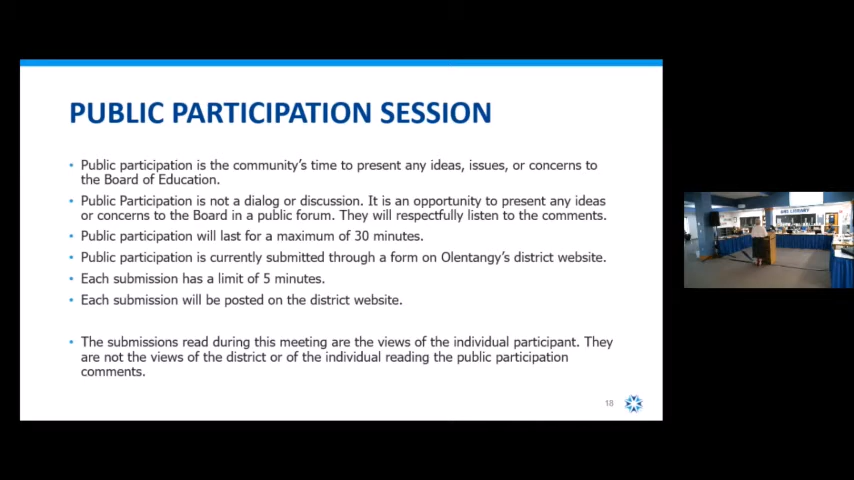 PUBLIC PARTICIPATION SESSION
• Public participation is the community's time to present any ideas, issues, or concerns to
the Board of Education.
• Public Participation is not a dialog or discussion. It is an opportunity to present any ideas
or concerns to the Board in a public forum. They will respectfully listen to the comments.
• Public participation will last for a maximum of 30 minutes.
• Public participation is currently submitted through a form on Olentangy's district website.
• Each submission has a limit of 5 minutes.
• Each submission will be posted on the district website.
• The submissions read during this meeting are the views of the individual participant. They
are not the views of the district or of the individual reading the public participation
comments.
18
LIBRARY